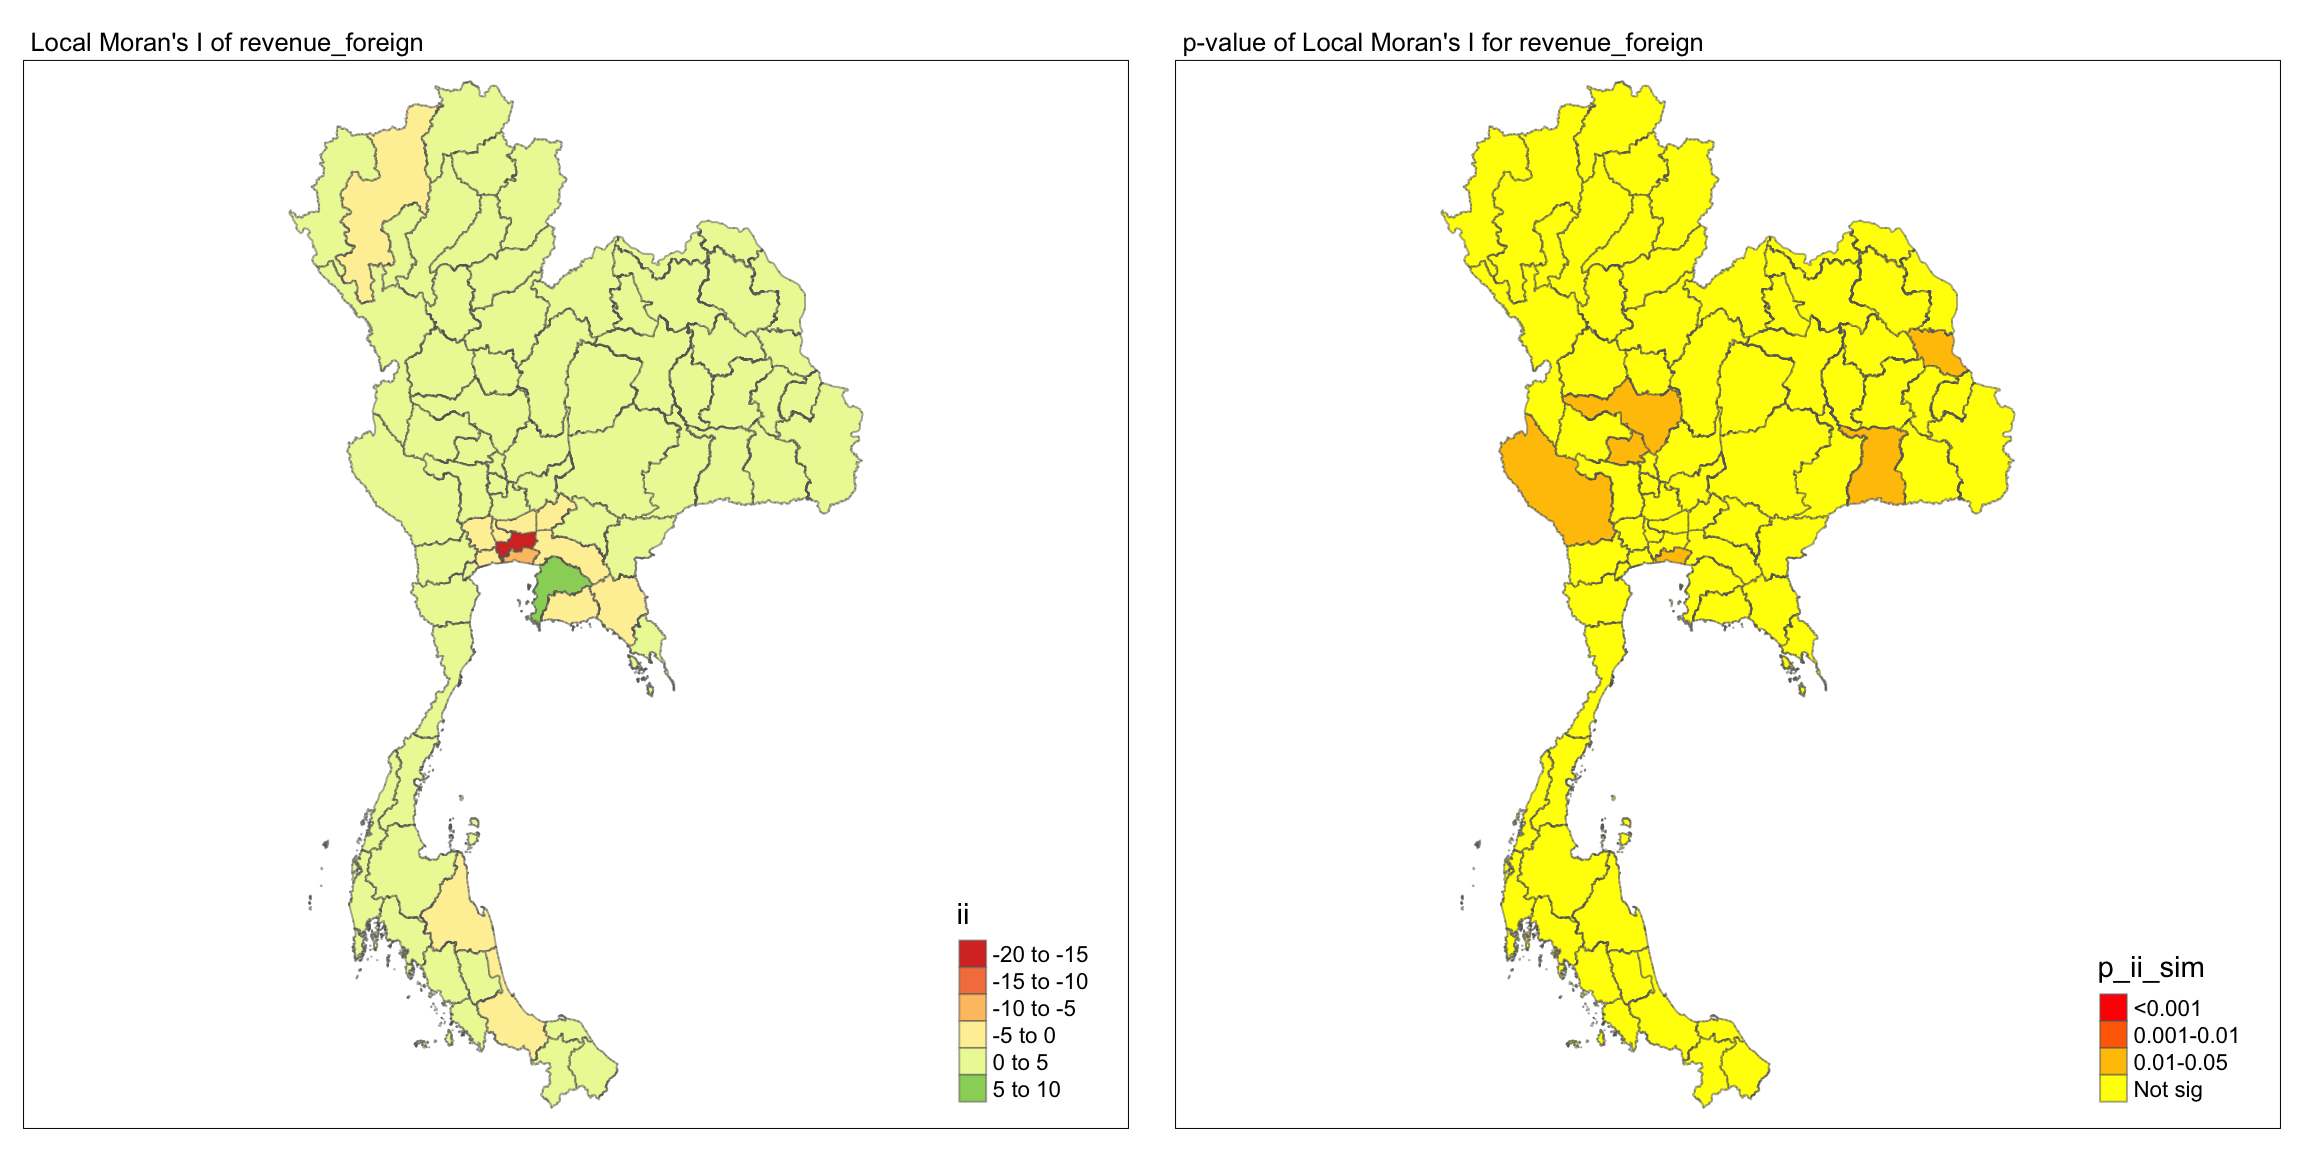 Local Moran's I of revenue_foreign
ii
-20 to -15
-15 to -10
-10 to -5
-5 to 0
0 to 5
5 to 10
p-value of Local Moran's I for revenue_foreign
p_ii_sim
<0.001
0.001-0.01
0.01-0.05
Not sig